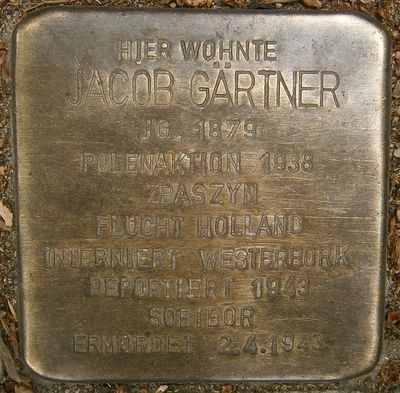 HIER WOHNTE
JACOB GÄRTNER
JG. 1879
POLENAKTION 1938
ZBASZYN
FLUCHT HOLLAND
INTERNIERT WESTERBORK
DEPORTIERT 1943
SOBIBOR
ERMORDET 2.4.1943